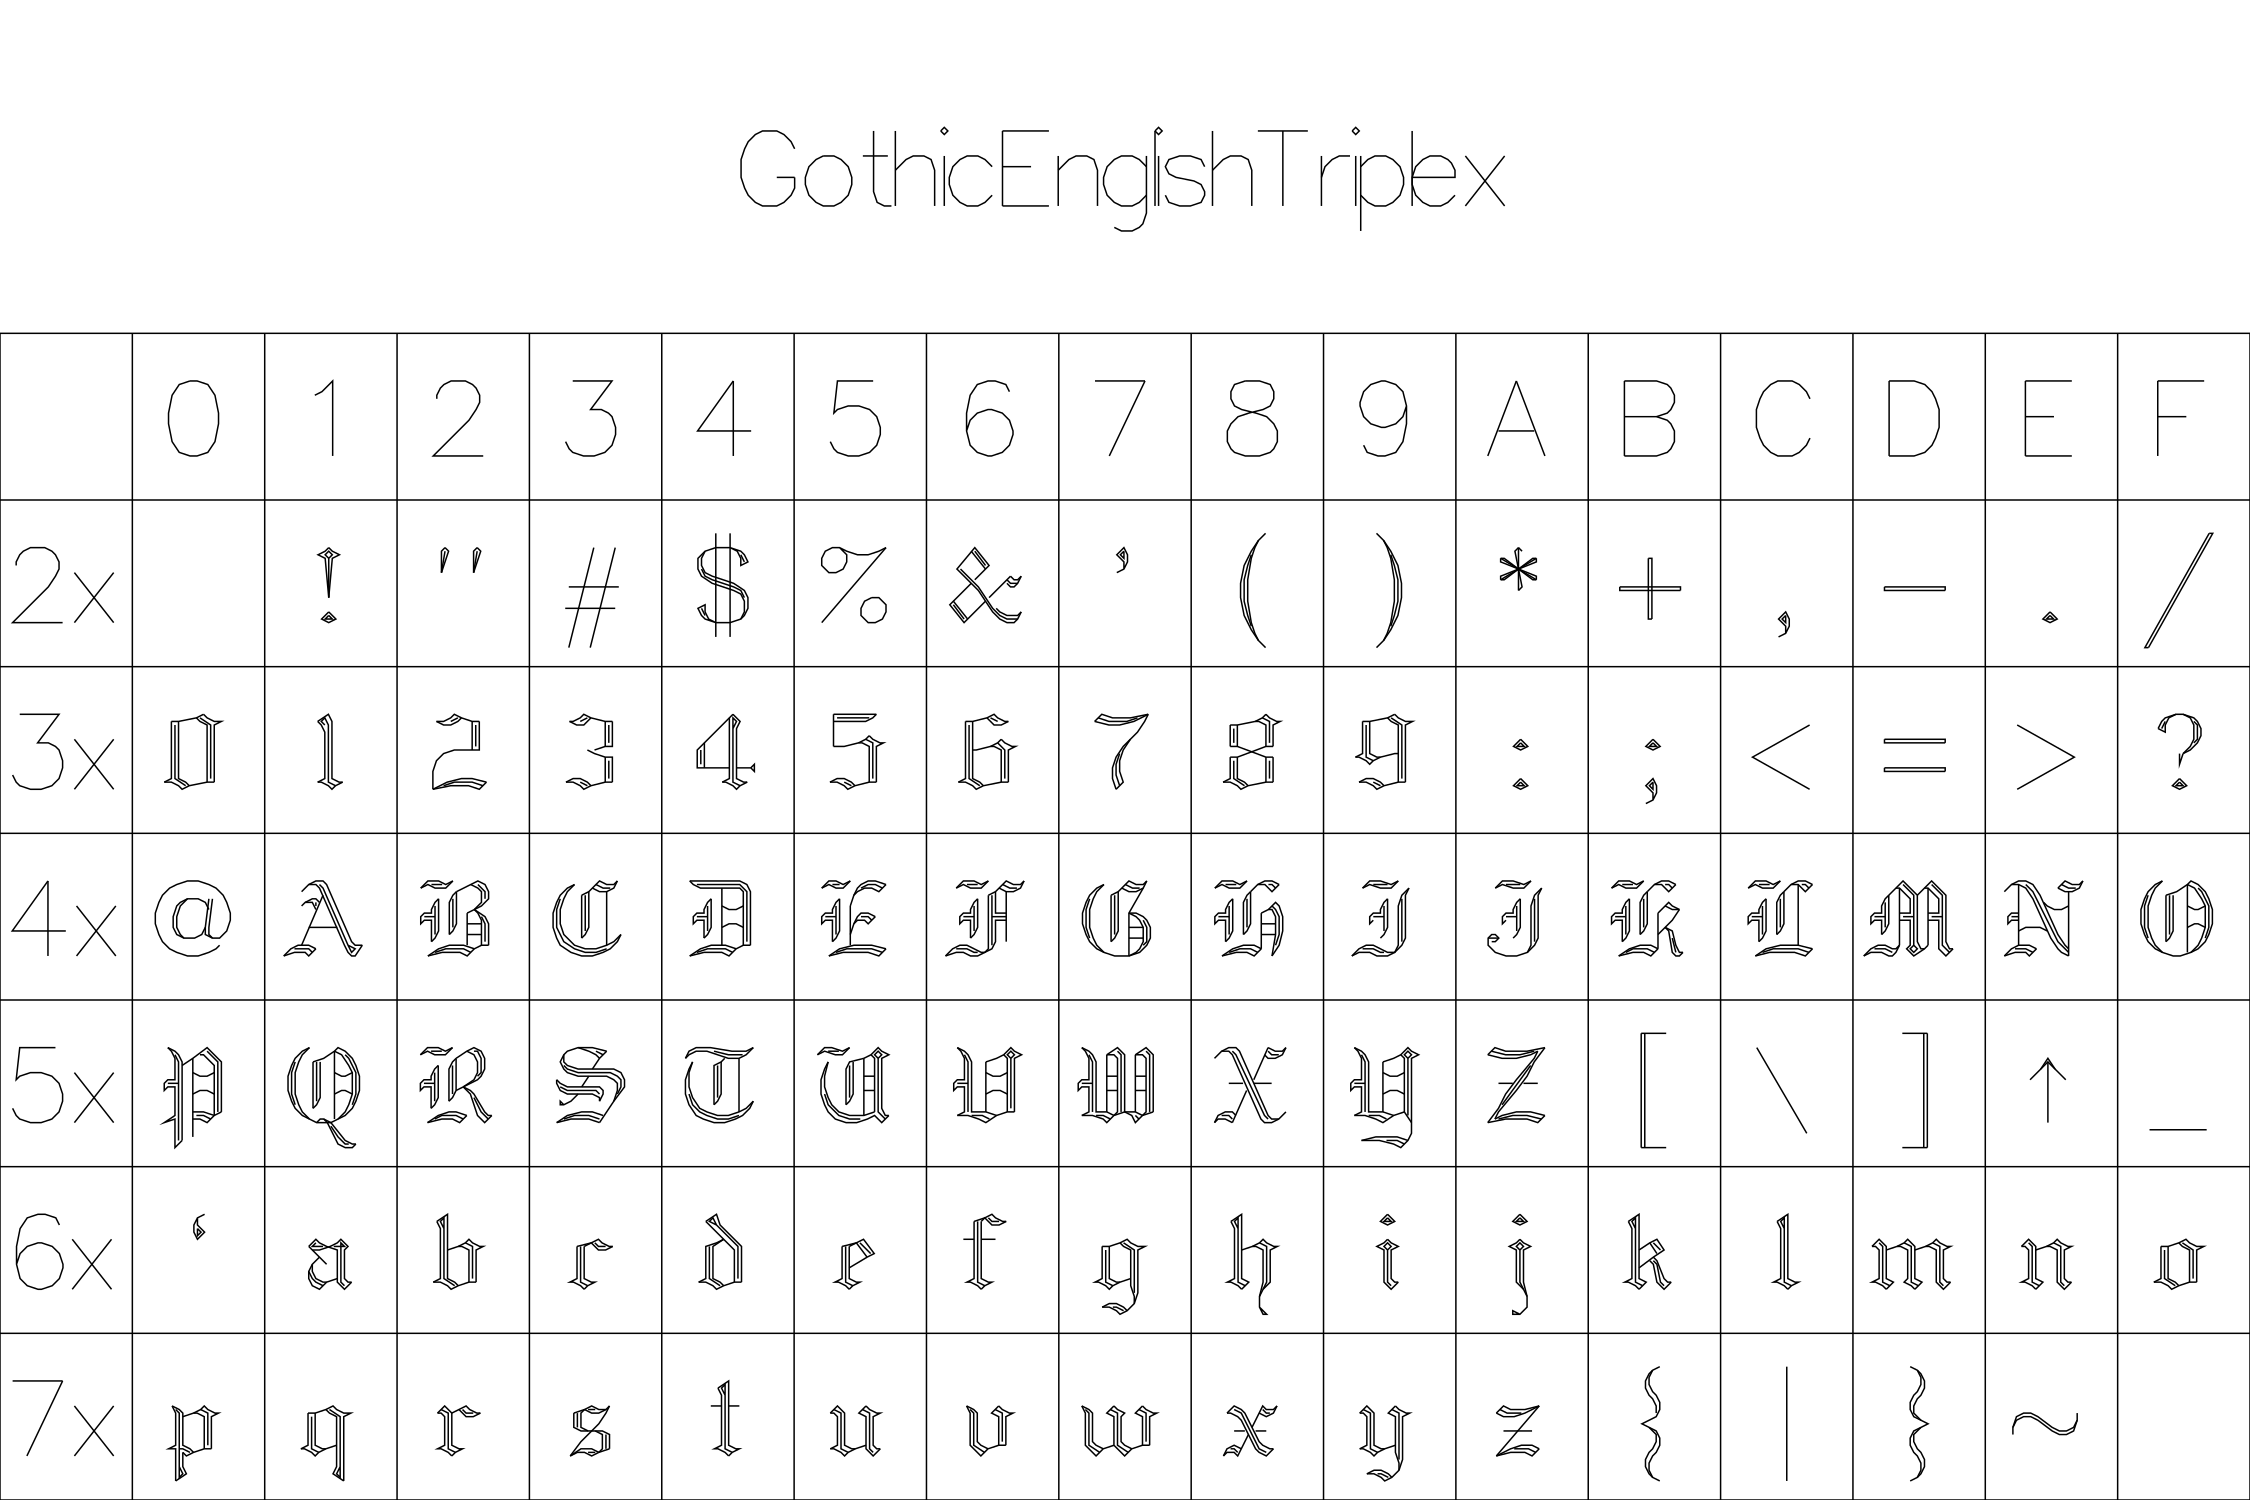 GothicEnglishTriplex
0 1 2 3 4 5 6 7 8 9 A B C D E F
2x ! " # $ % & ’ ( ) * + , - . /
3x 0 1 2 3 4 5 6 7 8 9 : ; < = > ?
4x @ A B C D E F G H I J K L M N O
5x P Q R S T U V W X Y Z [ \ ] ↑ _
6x ‘ a b c d e f g h i j k l m n o
7x p q r s t u v w x y z { | } ~